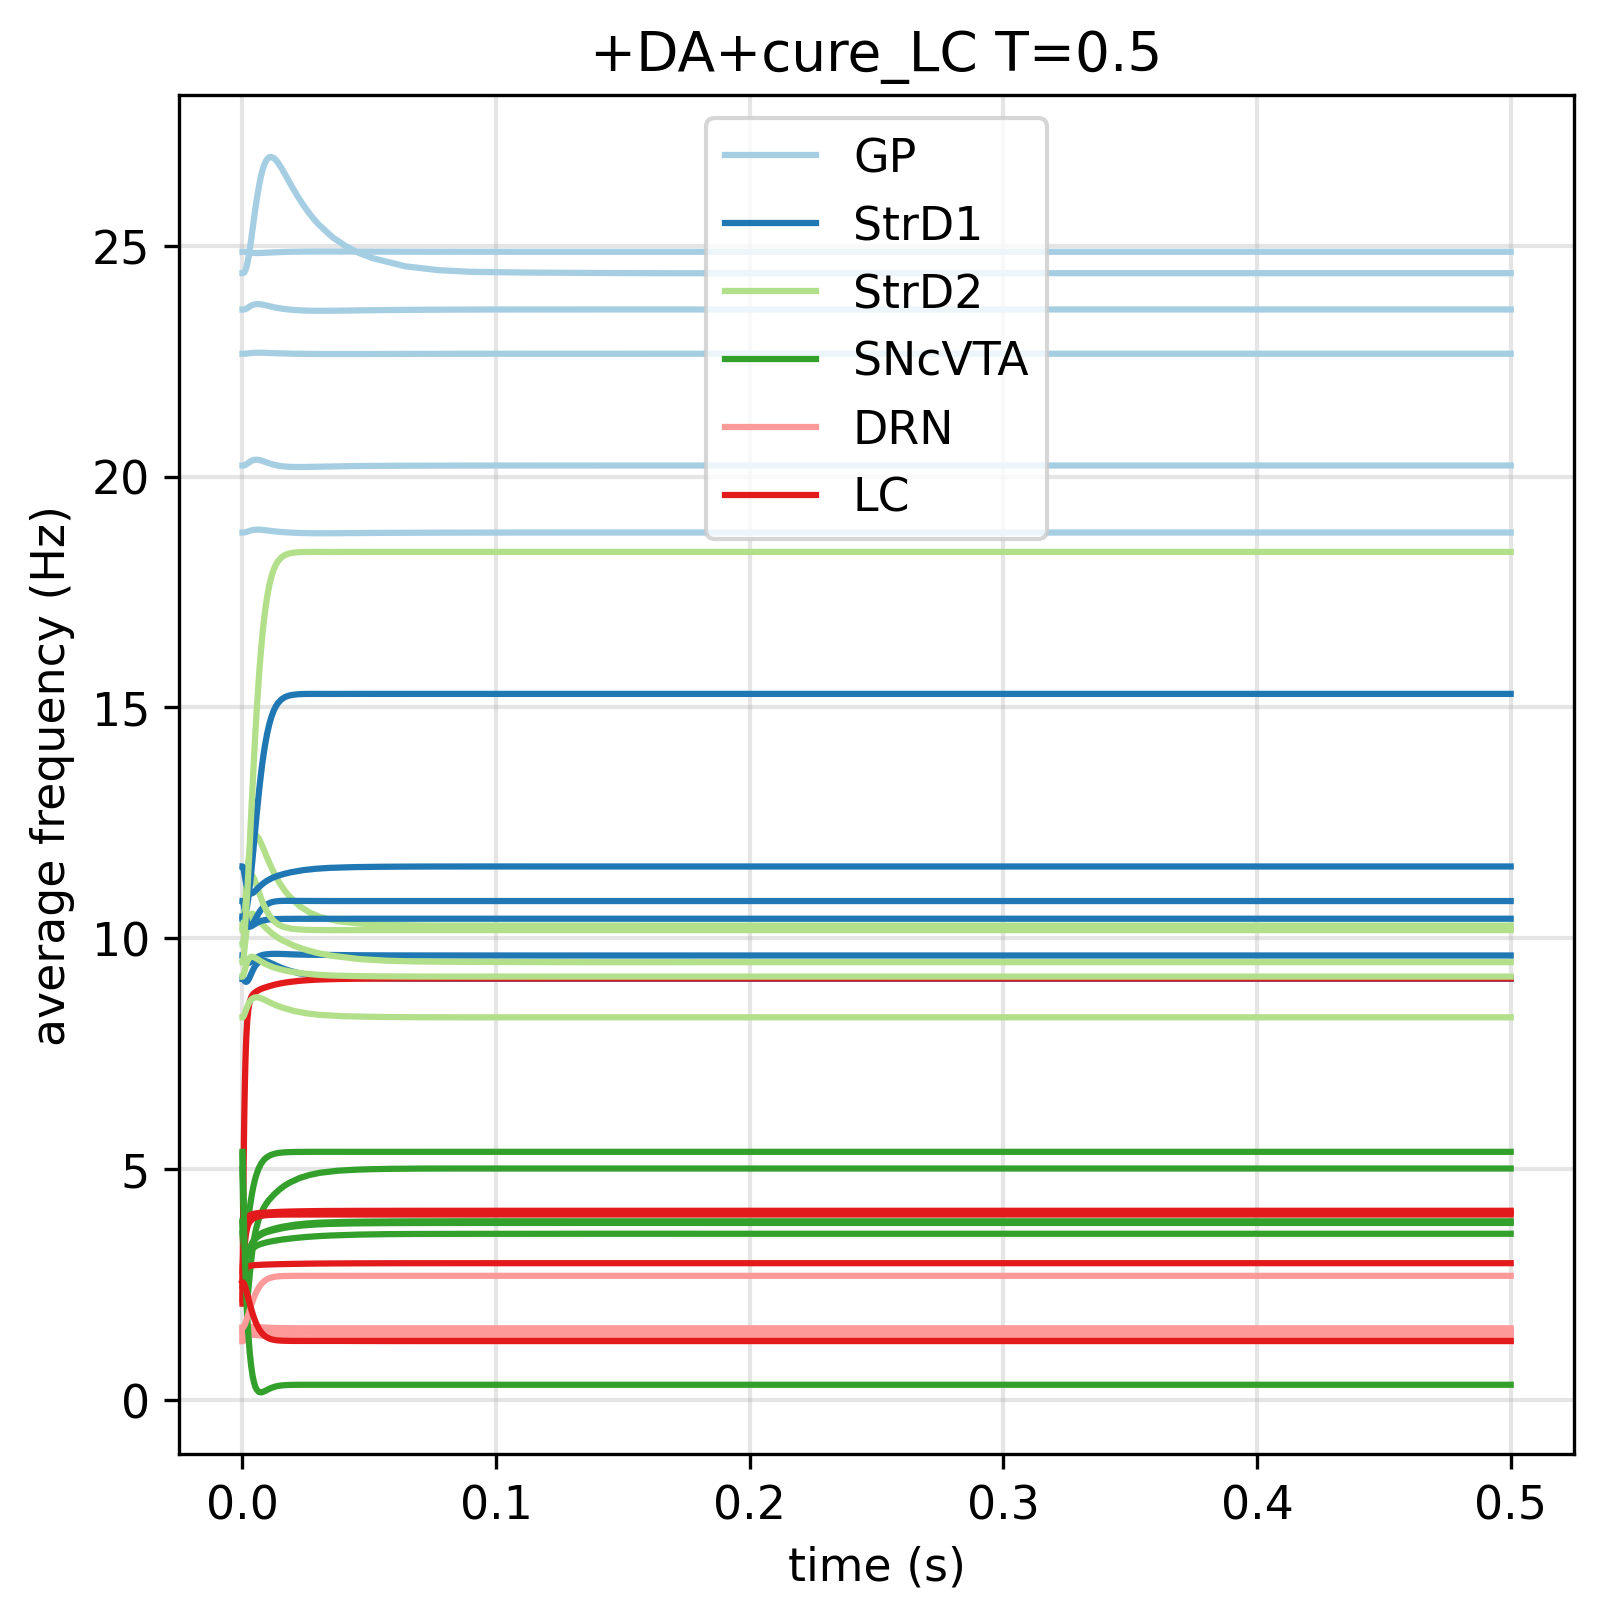 +DA+cure_LC T=0.5
GP
StrD1
StrD2
SNcVTA
DRN
LC
average frequency (Hz)
25
20
15
10
5
0
0.0 0.1 0.2 0.3 0.4 0.5
time (s)